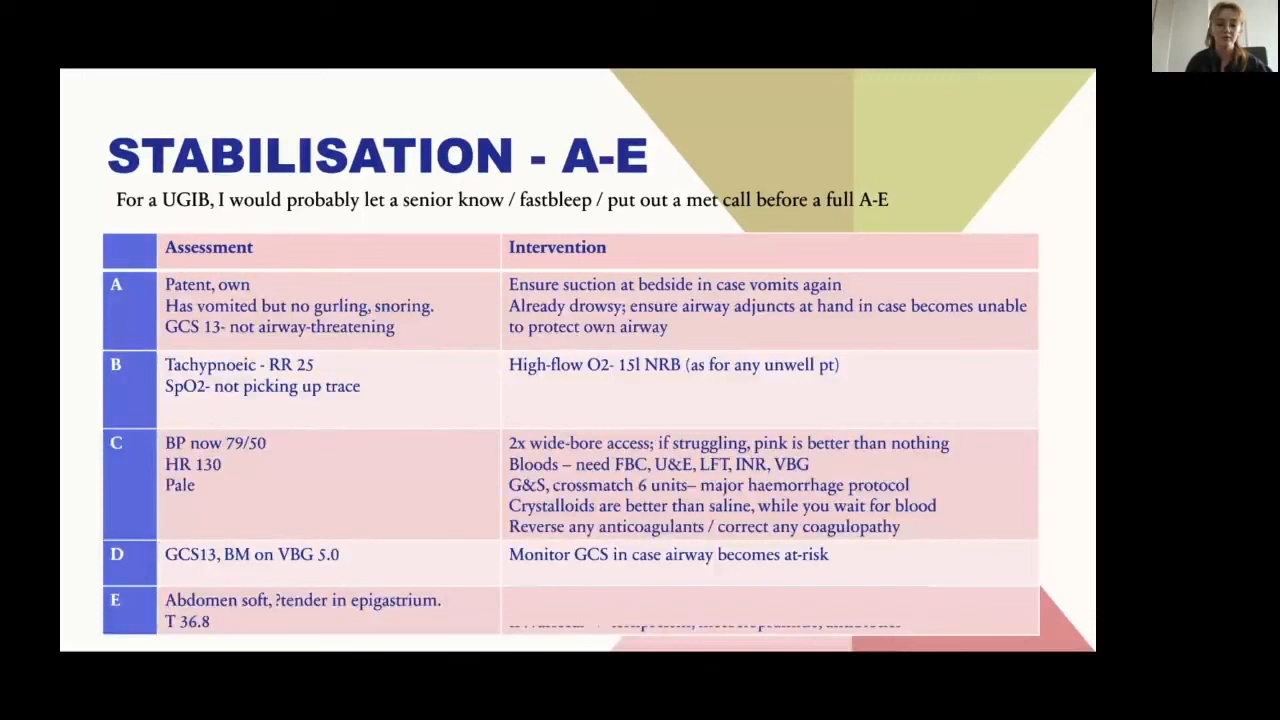 STABILISATION - A-E
For a UGIB, I would probably let a senior know / fastbleep / put out a met call before a full A-E
Assessment
Intervention
A
Patent, own
Has vomited but no gurling, snoring.
GCS 13- not airway-threatening
Ensure suction at bedside in case vomits again
Already drowsy; ensure airway adjuncts at hand in case becomes unable
to protect own airway
B
Tachypnoeic - RR 25
SpO2- not picking up trace
High-flow O2- 15l NRB (as for any unwell pt)
C
BP now 79/50
HR 130
Pale
2x wide-bore access; if struggling, pink is better than nothing
Bloods – need FBC, U&E, LFT, INR, VBG
G&S, crossmatch 6 units– major haemorrhage protocol
Crystalloids are better than saline, while you wait for blood
Reverse any anticoagulants / correct any coagulopathy
D
GCS13, BM on VBG 5.0
Monitor GCS in case airway becomes at-risk
E
Abdomen soft, ?tender in epigastrium.
T 36.8